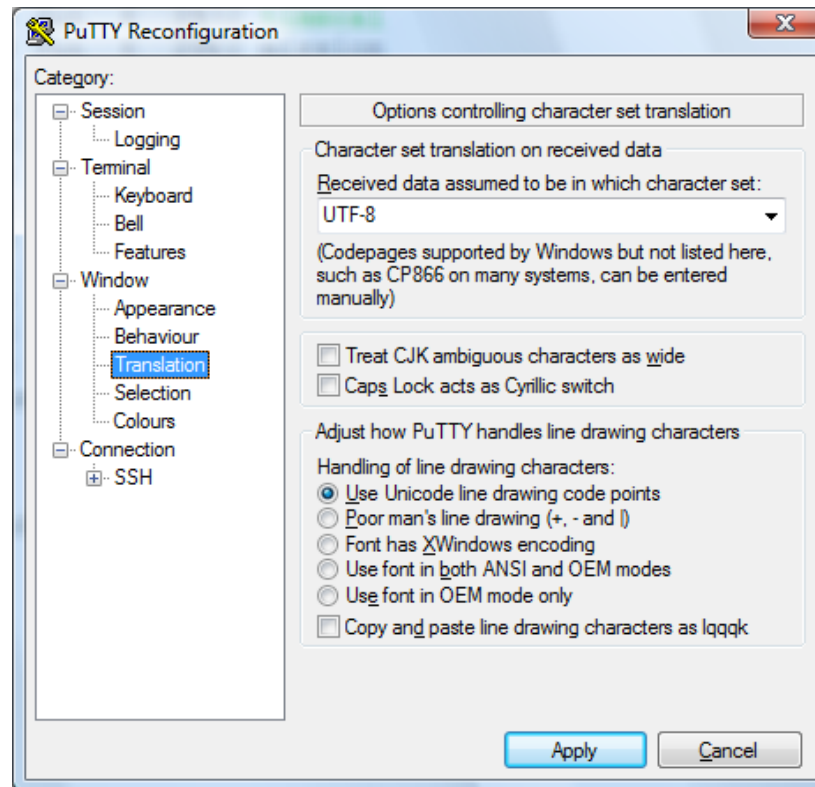 PuTTY Reconfiguration
Category:
Session
Logging
Terminal
Keyboard
Bell
Features
Window
Appearance
Behaviour
Translation
Selection
Colours
Connection
SSH
Options controlling character set translation
Character set translation on received data
Received data assumed to be in which character set:
UTF-8
(Codepages supported by Windows but not listed here,
such as CP866 on many systems, can be entered
manually)
Treat CJK ambiguous characters as wide
Caps Lock acts as Cyrillic switch
Adjust how PuTTY handles line drawing characters
Handling of line drawing characters:
Use Unicode line drawing code points
Poor man's line drawing (+, - and |)
Font has XWindows encoding
Use font in both ANSI and OEM modes
Use font in OEM mode only
Copy and paste line drawing characters as lqqqk
Apply
Cancel